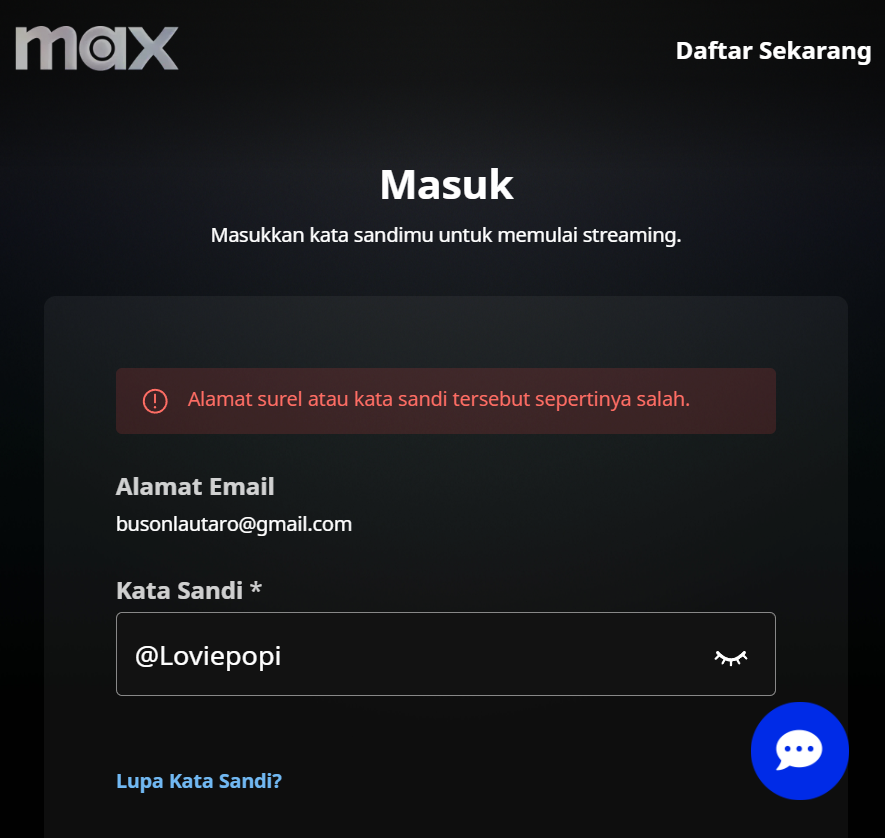 max
Daftar Sekarang
Masuk
Masukkan kata sandimu untuk memulai streaming.
Alamat surel atau kata sandi tersebut sepertinya salah.
Alamat Email
busonlautaro@gmail.com
Kata Sandi *
@Loviepopi
Lupa Kata Sandi?